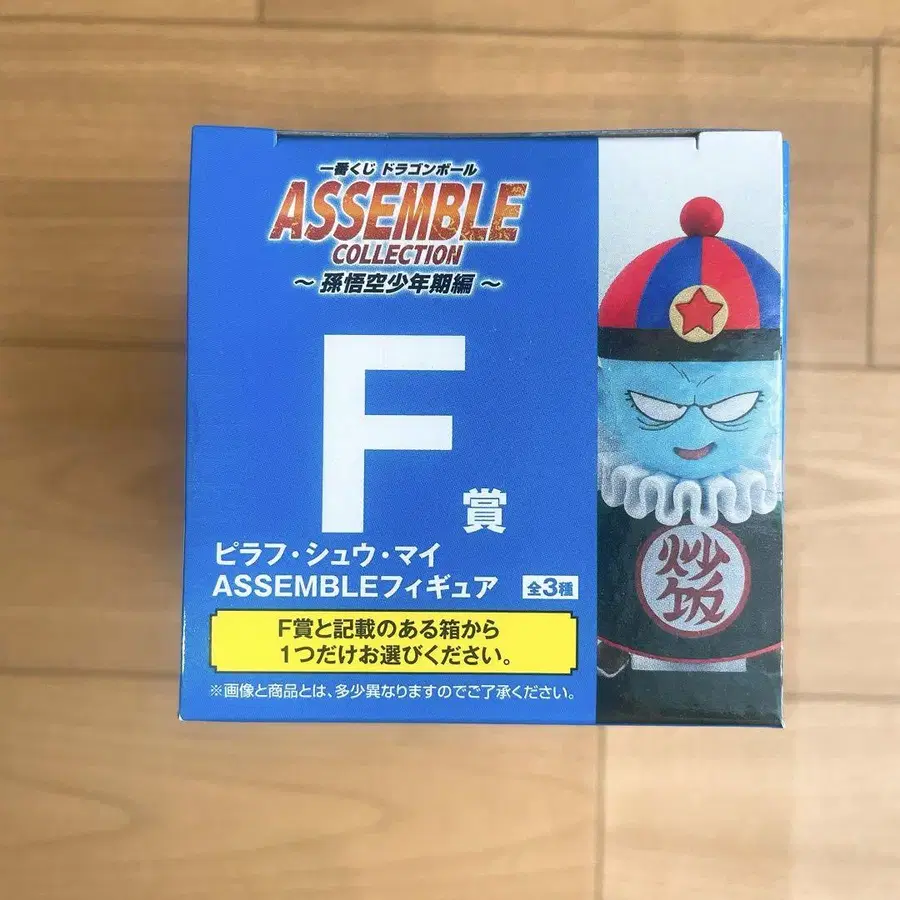 一番くじ ドラゴンボール
ASSEMBLE
COLLECTION
～ 孫悟空少年期編 ～
F
賞
ピラフ・シュウ・マイ
ASSEMBLEフィギュア 全3種
F賞と記載のある箱から
1つだけお選びください。
※画像と商品とは、多少異なりますのでご了承ください。
炒飯